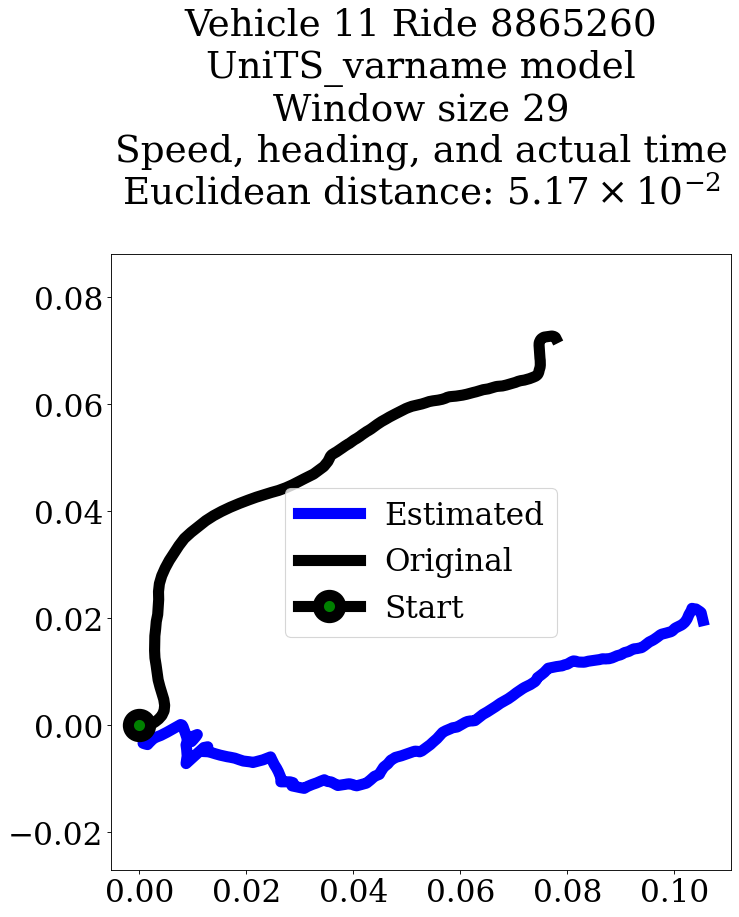 Vehicle 11 Ride 8865260
UniTS_varname model
Window size 29
Speed, heading, and actual time
Euclidean distance: 5.17 × 10⁻²
0.08
0.06
0.04
0.02
0.00
−0.02
Estimated
Original
Start
0.00 0.02 0.04 0.06 0.08 0.10